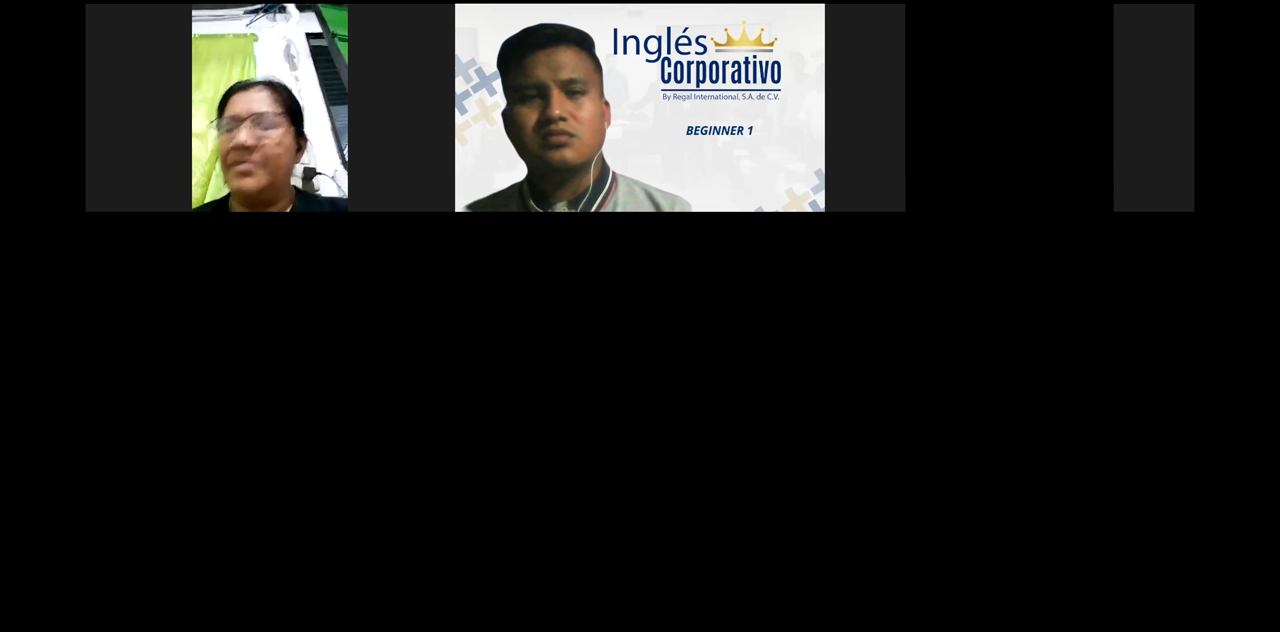 Inglés
Corporativo
By Regal International, S.A. de C.V.
BEGINNER 1